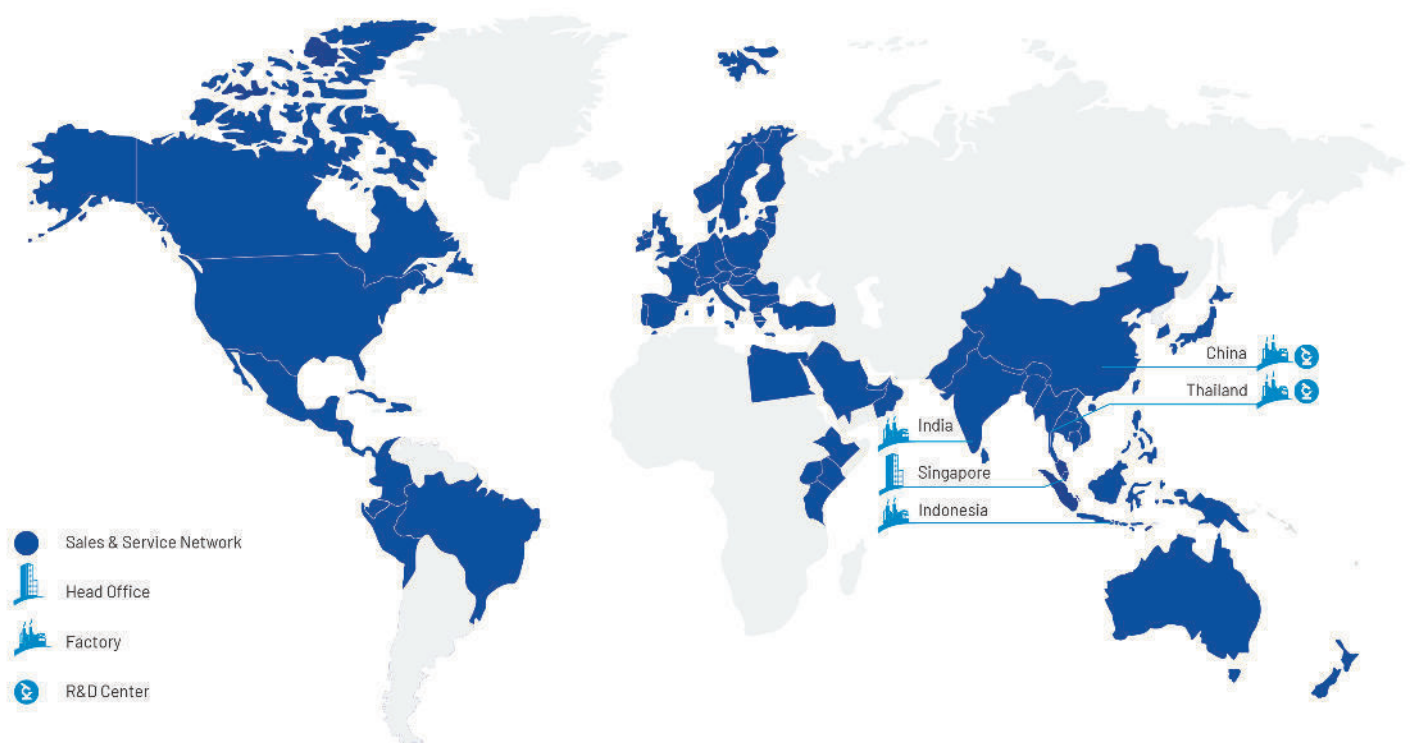 China
Thailand
India
Singapore
Indonesia
Sales & Service Network
Head Office
Factory
R&D Center